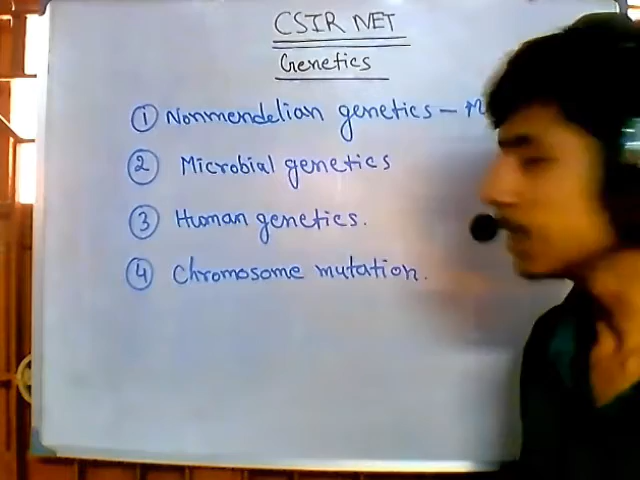 CSIR NET
Genetics
① Nonmendelian genetics –
② Microbial genetics
③ Human genetics.
④ Chromosome mutation.